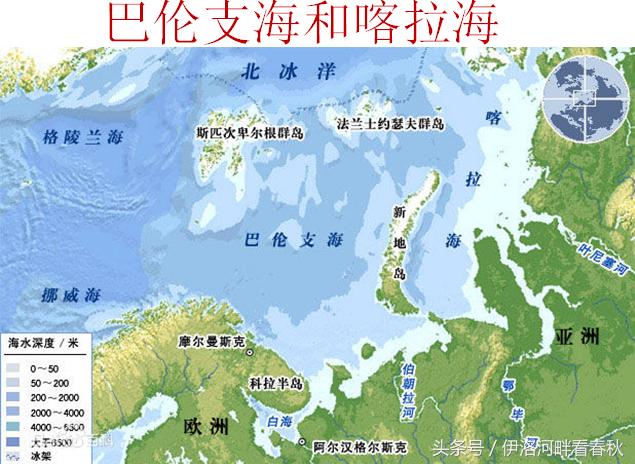 巴伦支海和喀拉海
北冰洋
格陵兰海
斯匹次卑尔根群岛
法兰士约瑟夫群岛
喀拉海
新地岛
巴伦支海
叶尼塞河
挪威海
海水深度/米
0～50
50～200
200～2000
2000～4000
4000～6500
大于6500
冰架
摩尔曼斯克
科拉半岛
伯朝拉河
亚洲
鄂毕河
欧洲
白海
阿尔汉格尔斯克
头条号/伊洛河畔看春秋